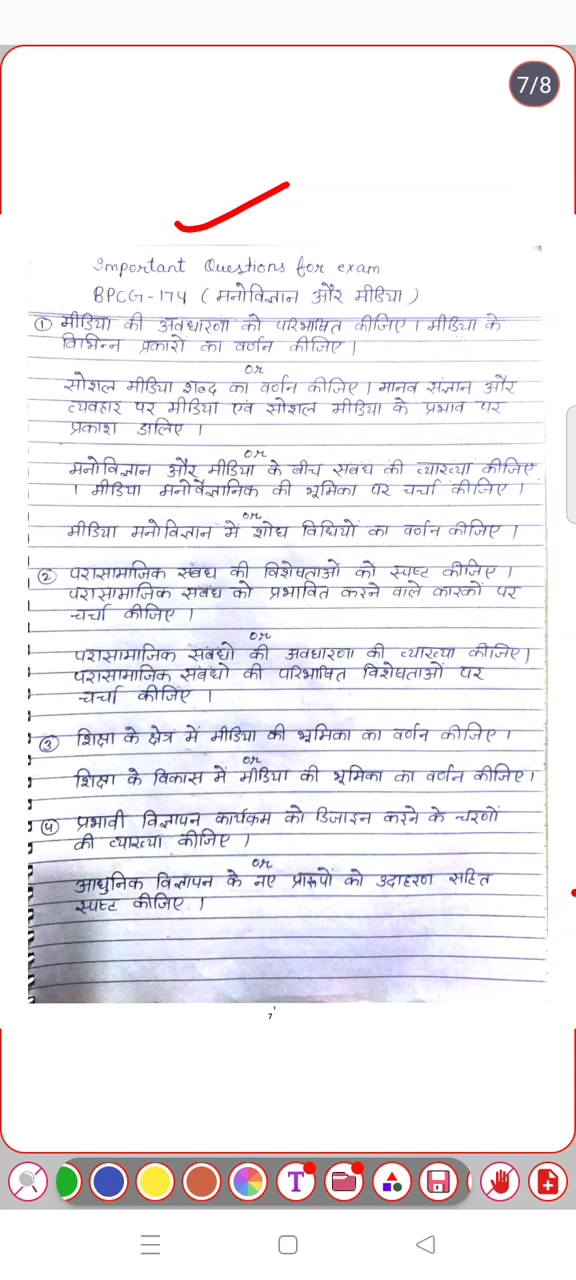 7/8
Important Questions for exam
BPCG-174 (मनोविज्ञान और मीडिया)
① मीडिया की अवधारणा को परिभाषित कीजिए। मीडिया के
विभिन्न प्रकारो का वर्णन कीजिए।
or
सोशल मीडिया शब्द का वर्णन कीजिए। मानव संज्ञान और
व्यवहार पर मीडिया एवं सोशल मीडिया के प्रभाव पर
प्रकाश डालिए।
or
मनोविज्ञान और मीडिया के बीच संबंध की व्याख्या कीजिए
। मीडिया मनोवैज्ञानिक की भूमिका पर चर्चा कीजिए।
or
मीडिया मनोविज्ञान में शोध विधियों का वर्णन कीजिए।
② परासामाजिक संबंध की विशेषताओं को स्पष्ट कीजिए।
परासामाजिक संबंध को प्रभावित करने वाले कारकों पर
चर्चा कीजिए।
or
परासामाजिक संबंधो की अवधारणा की व्याख्या कीजिए।
परासामाजिक संबंधो की परिभाषित विशेषताओं पर
चर्चा कीजिए।
③ शिक्षा के क्षेत्र में मीडिया की भूमिका का वर्णन कीजिए।
or
शिक्षा के विकास में मीडिया की भूमिका का वर्णन कीजिए।
④ प्रभावी विज्ञापन कार्यक्रम को डिजाइन करने के चरणों
की व्याख्या कीजिए।
or
आधुनिक विज्ञापन के नए प्रारूपों को उदाहरण सहित
स्पष्ट कीजिए।
7
T